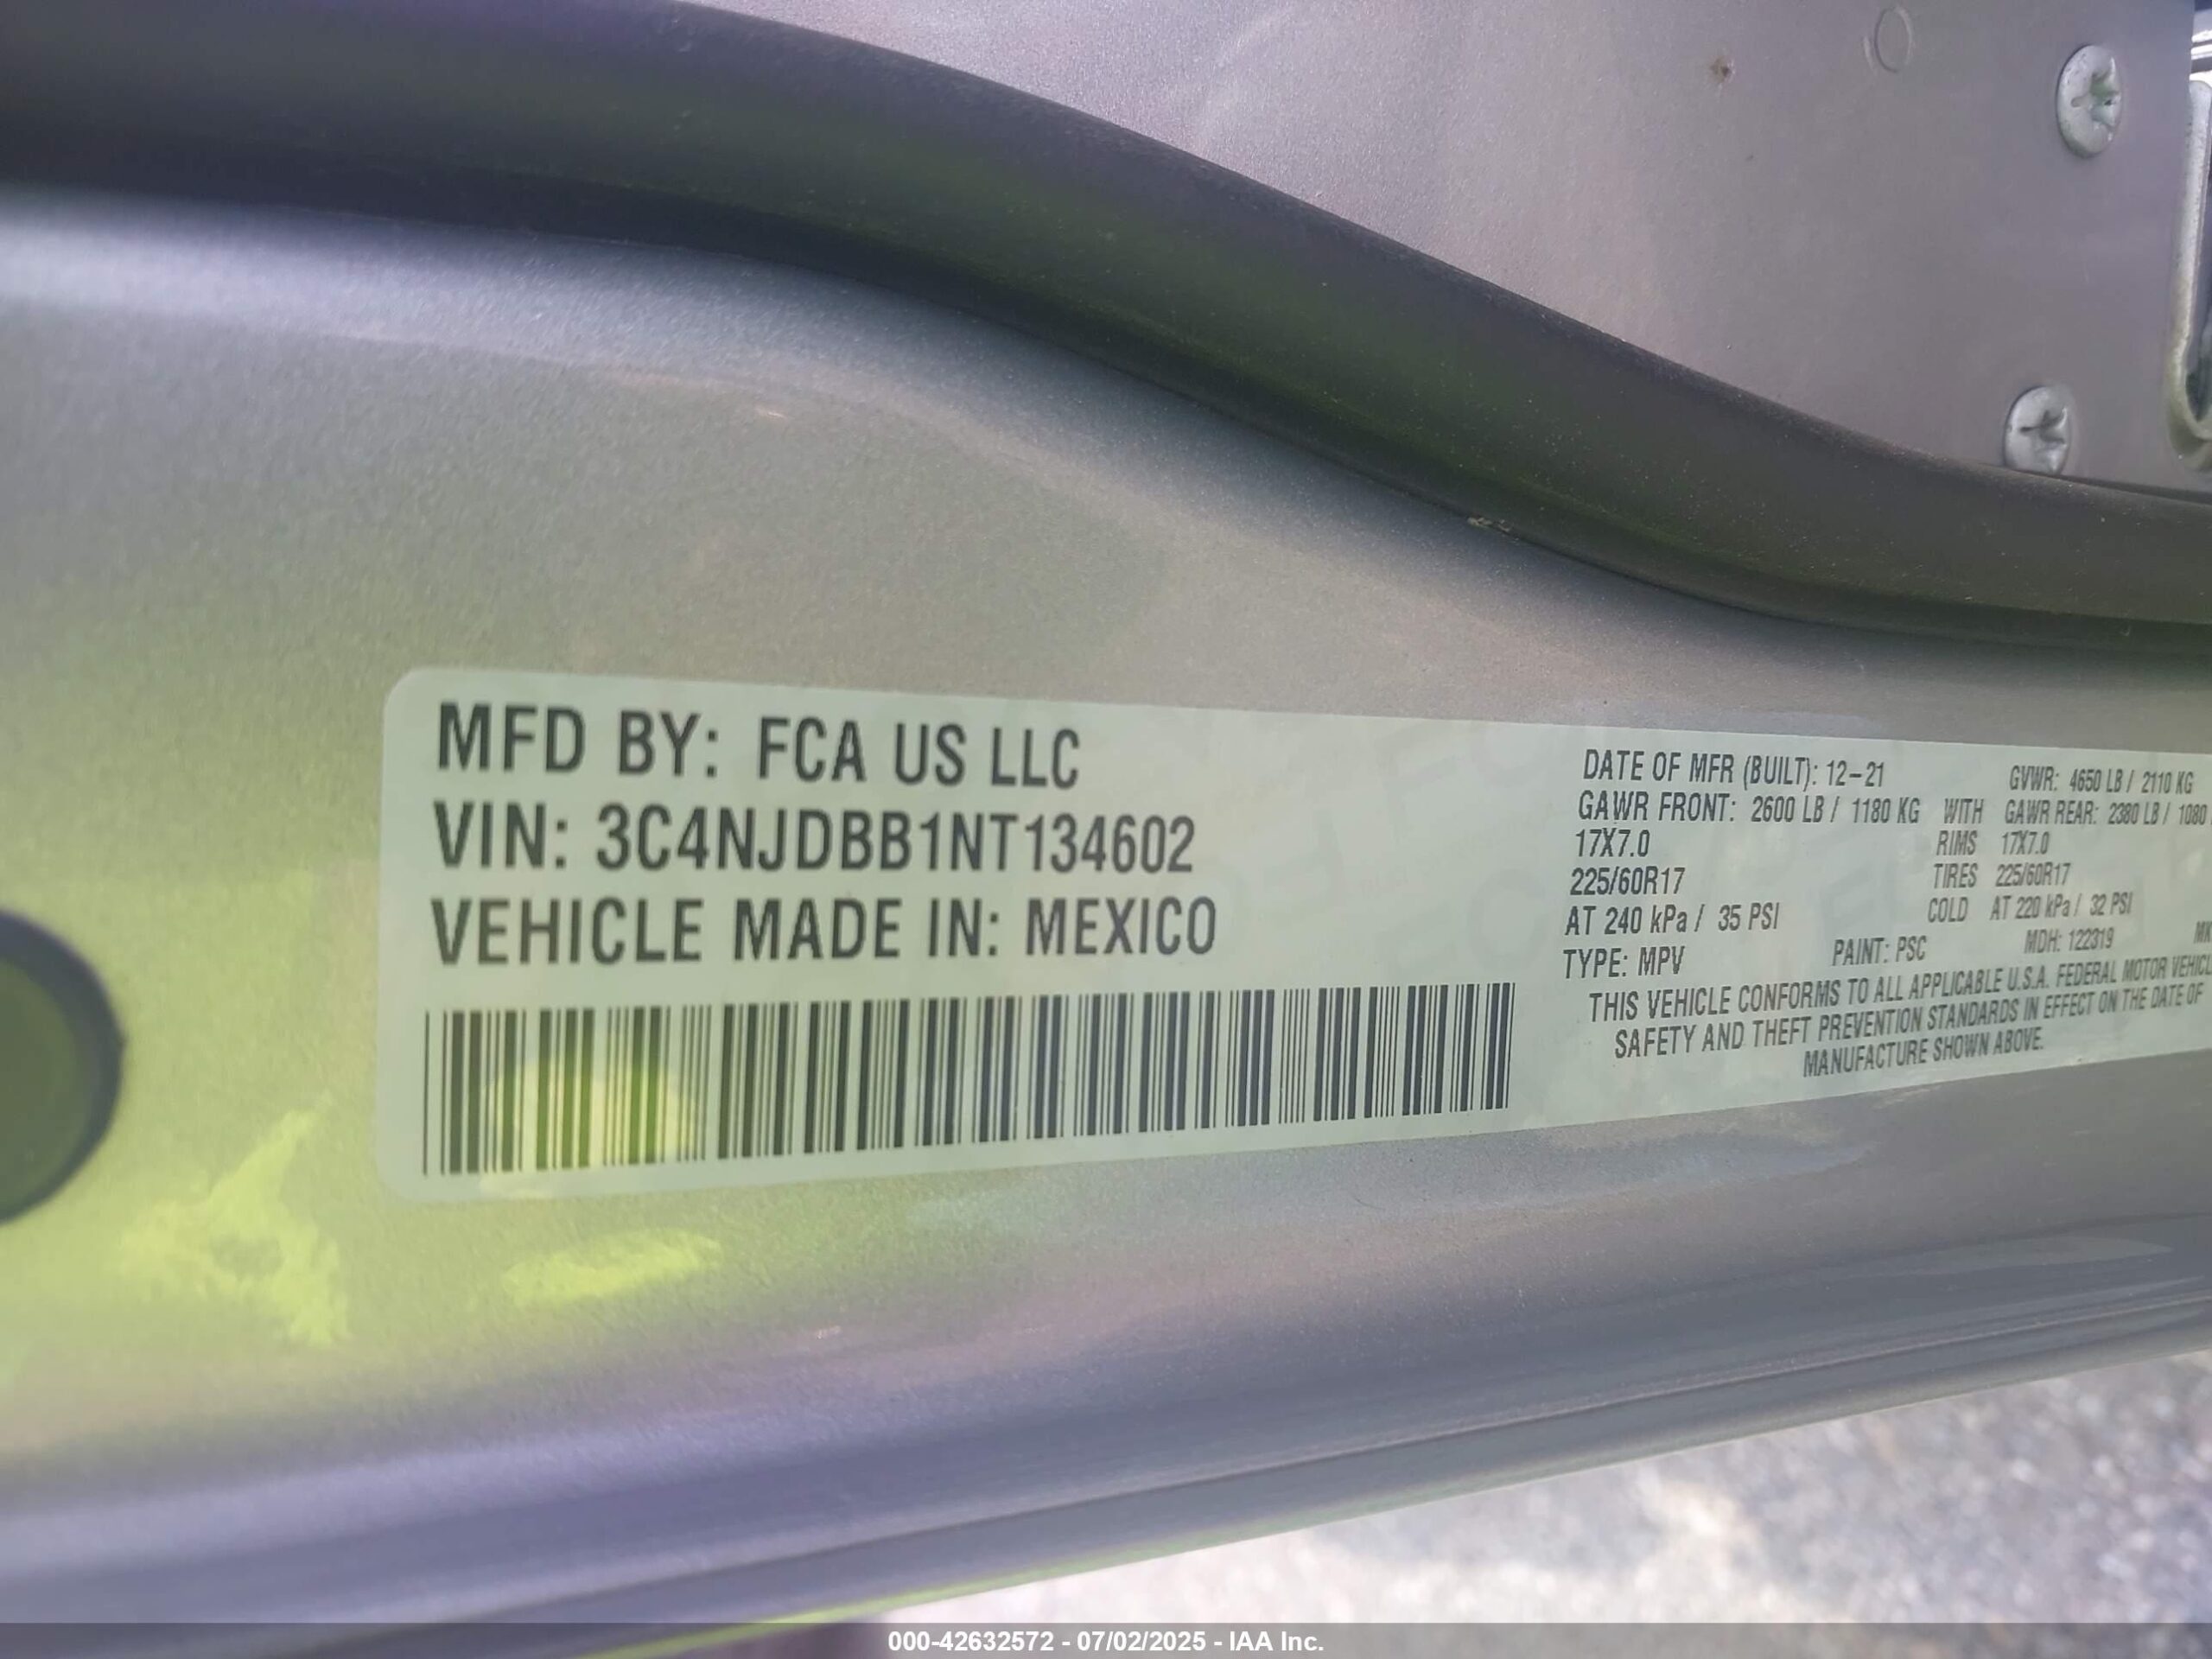 MFD BY: FCA US LLC
VIN: 3C4NJDBB1NT134602
VEHICLE MADE IN: MEXICO
DATE OF MFR (BUILT): 12-21 GVWR: 4650 LB / 2110 KG
GAWR FRONT: 2600 LB / 1180 KG WITH GAWR REAR: 2380 LB / 1080
17X7.0 RIMS 17X7.0
225/60R17 TIRES 225/60R17
AT 240 kPa / 35 PSI COLD AT 220 kPa / 32 PSI
TYPE: MPV PAINT: PSC MDH: 122319 MK
THIS VEHICLE CONFORMS TO ALL APPLICABLE U.S.A. FEDERAL MOTOR VEHICL
SAFETY AND THEFT PREVENTION STANDARDS IN EFFECT ON THE DATE OF
MANUFACTURE SHOWN ABOVE.
000-42632572 - 07/02/2025 - IAA Inc.